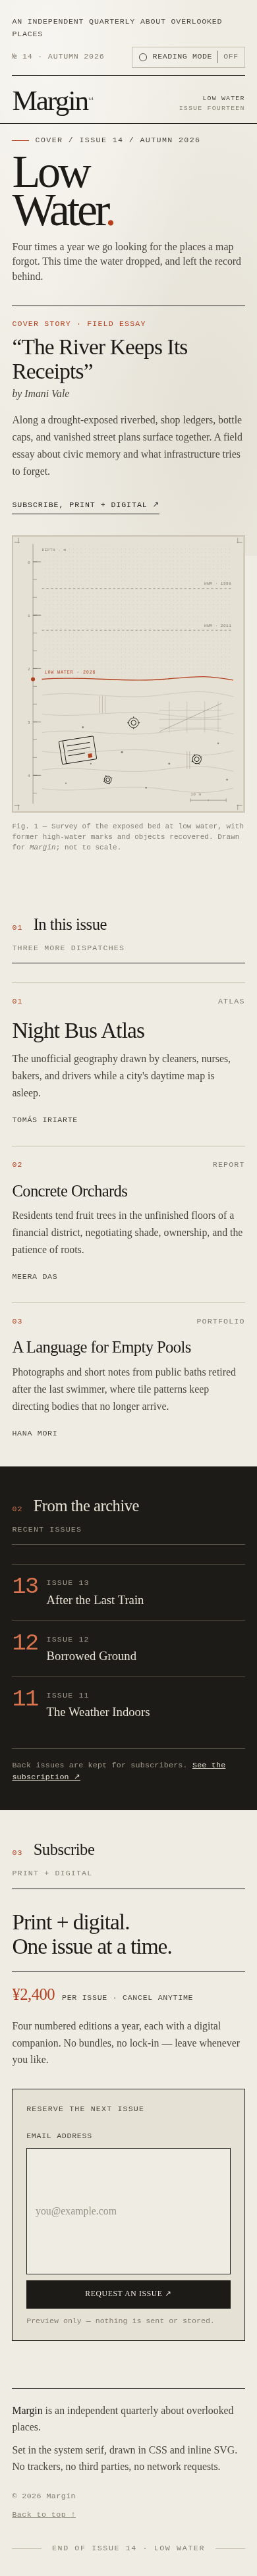 AN INDEPENDENT QUARTERLY ABOUT OVERLOOKED
PLACES
№ 14 · AUTUMN 2026
READING MODE OFF
Margin
LOW WATER
ISSUE FOURTEEN
COVER / ISSUE 14 / AUTUMN 2026
Low
Water.
Four times a year we go looking for the places a map
forgot. This time the water dropped, and left the record
behind.
COVER STORY · FIELD ESSAY
“The River Keeps Its
Receipts”
by Imani Vale
Along a drought-exposed riverbed, shop ledgers, bottle
caps, and vanished street plans surface together. A field
essay about civic memory and what infrastructure tries
to forget.
SUBSCRIBE, PRINT + DIGITAL ↗
LOW WATER · 2026
Fig. 1 — Survey of the exposed bed at low water, with
former high-water marks and objects recovered. Drawn
for Margin; not to scale.
01 In this issue
THREE MORE DISPATCHES
01 ATLAS
Night Bus Atlas
The unofficial geography drawn by cleaners, nurses,
bakers, and drivers while a city's daytime map is
asleep.
TOMÁS IRIARTE
02 REPORT
Concrete Orchards
Residents tend fruit trees in the unfinished floors of a
financial district, negotiating shade, ownership, and the
patience of roots.
MEERA DAS
03 PORTFOLIO
A Language for Empty Pools
Photographs and short notes from public baths retired
after the last swimmer, where tile patterns keep
directing bodies that no longer arrive.
HANA MORI
02 From the archive
RECENT ISSUES
13 ISSUE 13
After the Last Train
12 ISSUE 12
Borrowed Ground
11 ISSUE 11
The Weather Indoors
Back issues are kept for subscribers. See the
subscription ↗
03 Subscribe
PRINT + DIGITAL
Print + digital.
One issue at a time.
¥2,400 PER ISSUE · CANCEL ANYTIME
Four numbered editions a year, each with a digital
companion. No bundles, no lock-in — leave whenever
you like.
RESERVE THE NEXT ISSUE
EMAIL ADDRESS
you@example.com
REQUEST AN ISSUE ↗
Preview only — nothing is sent or stored.
Margin is an independent quarterly about overlooked
places.
Set in the system serif, drawn in CSS and inline SVG.
No trackers, no third parties, no network requests.
© 2026 Margin
Back to top ↑
END OF ISSUE 14 · LOW WATER